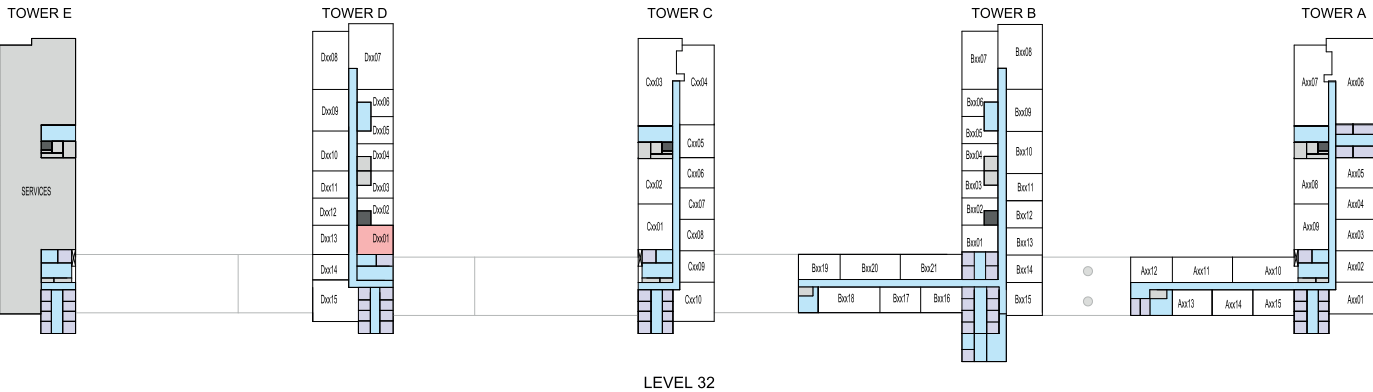 TOWER E
TOWER D
TOWER C
TOWER B
TOWER A
SERVICES
Dxx08
Dxx07
Dxx06
Dxx09
Dxx05
Dxx10
Dxx04
Dxx11
Dxx03
Dxx12
Dxx02
Dxx13
Dxx01
Dxx14
Dxx15
Cxx03
Cxx04
Cxx05
Cxx02
Cxx06
Cxx07
Cxx01
Cxx08
Cxx09
Cxx10
Bxx07
Bxx08
Bxx06
Bxx09
Bxx05
Bxx04
Bxx10
Bxx03
Bxx11
Bxx02
Bxx12
Bxx01
Bxx13
Bxx19
Bxx20
Bxx21
Bxx14
Bxx18
Bxx17
Bxx16
Bxx15
Axx07
Axx06
Axx08
Axx05
Axx04
Axx09
Axx03
Axx12
Axx11
Axx10
Axx02
Axx13
Axx14
Axx15
Axx01
LEVEL 32